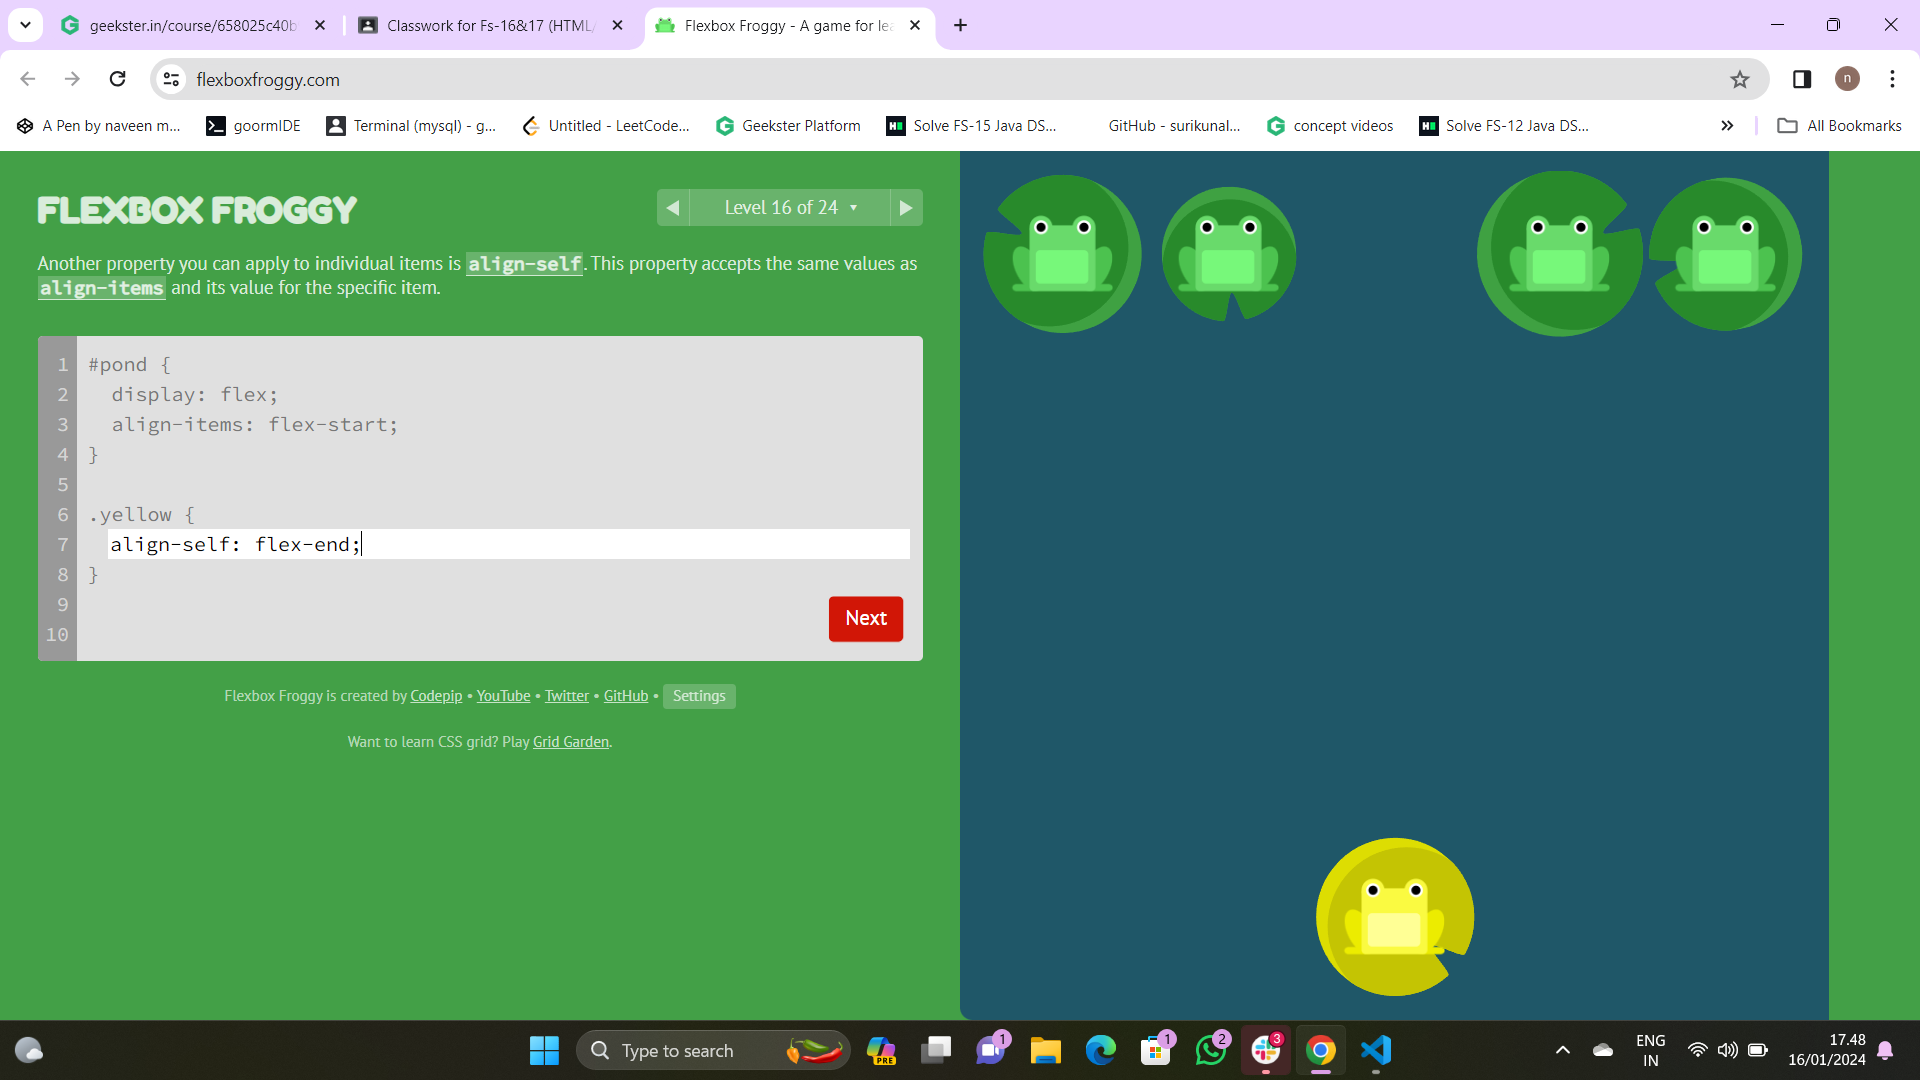 geekster.in/course/658025c40b
Classwork for Fs-16&17 (HTML/
Flexbox Froggy - A game for lea
flexboxfroggy.com
n
A Pen by naveen m...
goormIDE
Terminal (mysql) - g...
Untitled - LeetCode...
Geekster Platform
Solve FS-15 Java DS...
GitHub - surikunal...
concept videos
Solve FS-12 Java DS...
All Bookmarks
FLEXBOX FROGGY
Level 16 of 24
Another property you can apply to individual items is align-self. This property accepts the same values as
align-items and its value for the specific item.
1 #pond {
2 display: flex;
3 align-items: flex-start;
4 }
5
6 .yellow {
7 align-self: flex-end;
8 }
9
10
Next
Flexbox Froggy is created by Codepip • YouTube • Twitter • GitHub • Settings
Want to learn CSS grid? Play Grid Garden.
Type to search
PRE
1
1
2
3
ENG
IN
17.48
16/01/2024